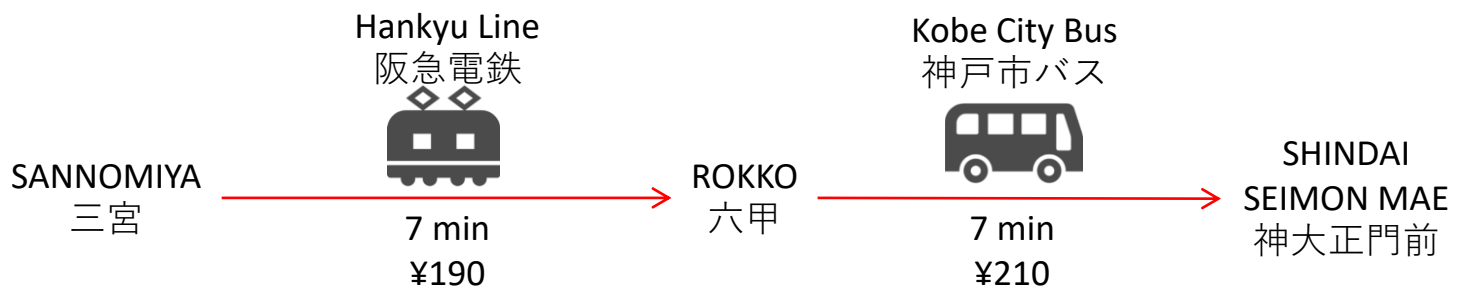 Hankyu Line
阪急電鉄
Kobe City Bus
神戸市バス
SANNOMIYA
三宮
7 min
¥190
ROKKO
六甲
7 min
¥210
SHINDAI
SEIMON MAE
神大正門前